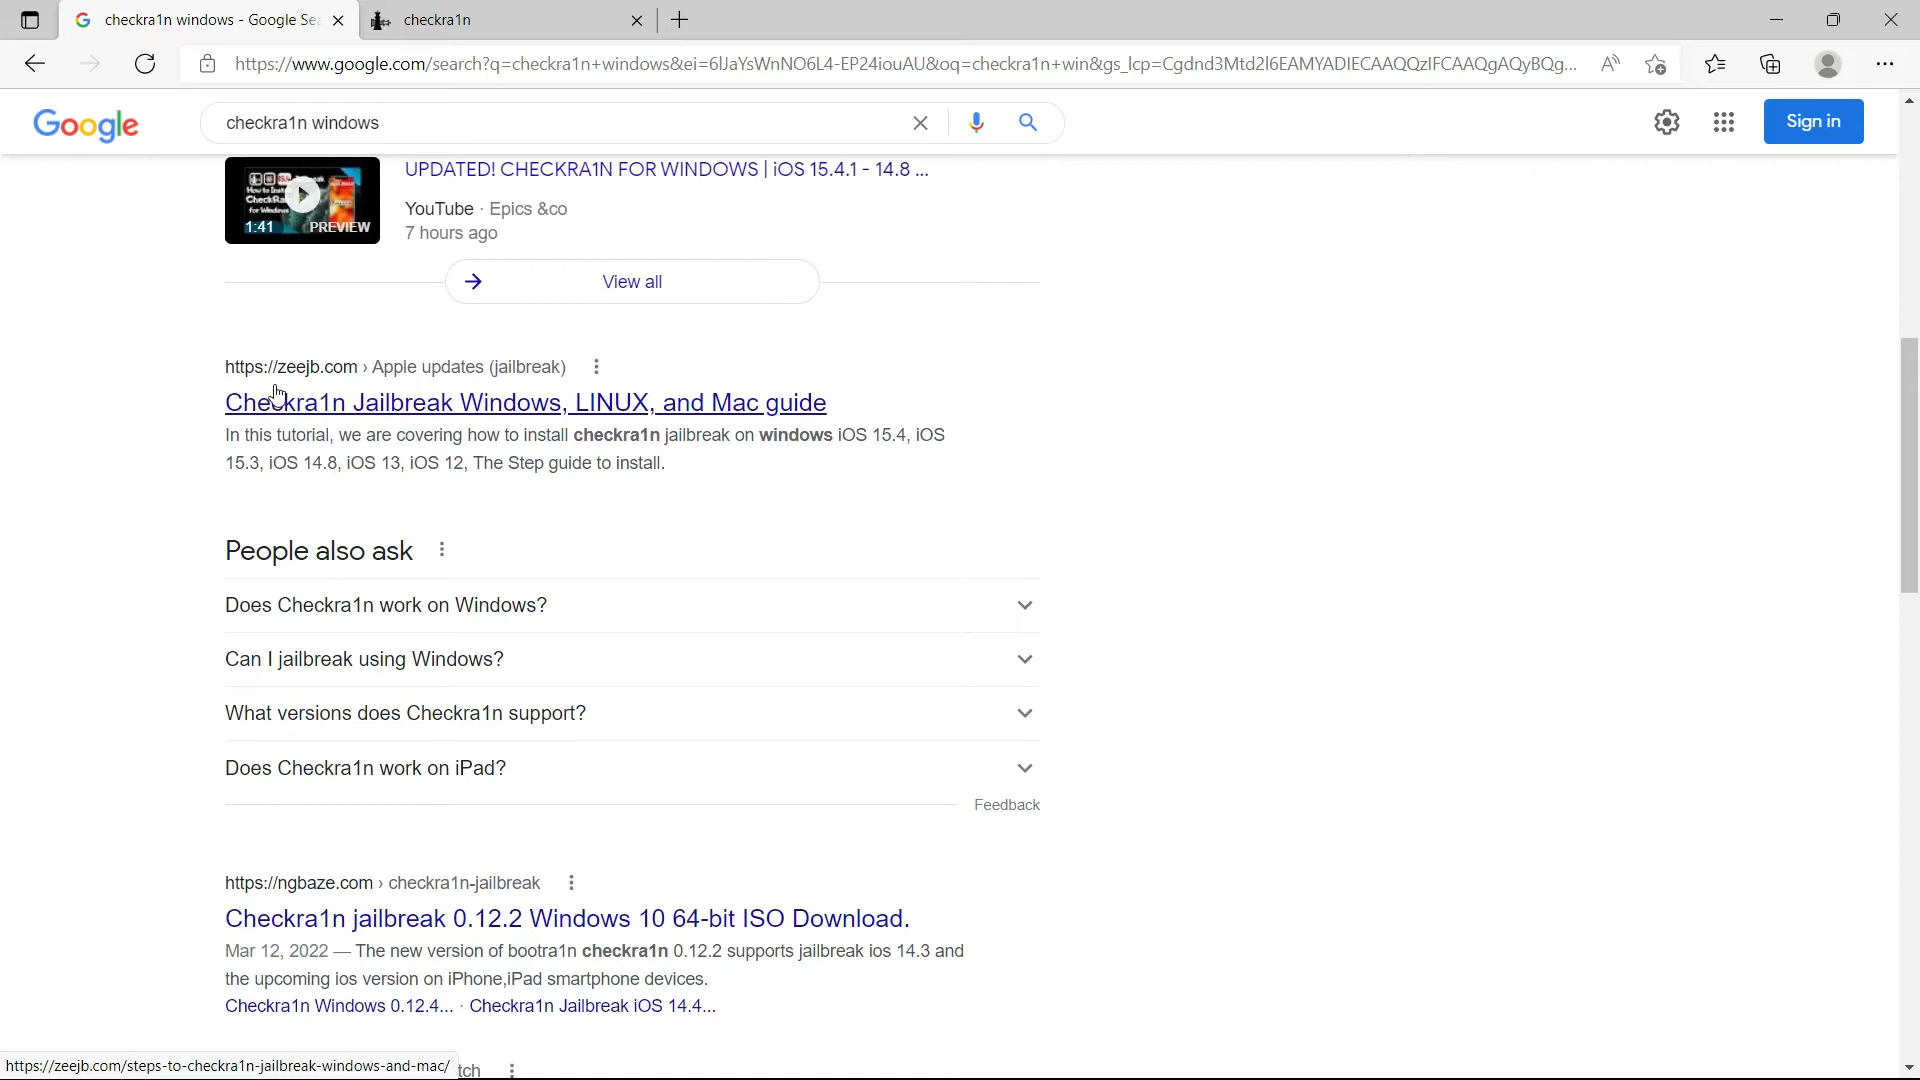 checkra1n windows - Google Se
checkra1n
https://www.google.com/search?q=checkra1n+windows&ei=6lJaYsWnNO6L4-EP24iouAU&oq=checkra1n+win&gs_lcp=Cgdnd3Mtd2l6EAMYADIECAAQQzIFCAAQgAQyBQg...
Google
checkra1n windows
Sign in
UPDATED! CHECKRA1N FOR WINDOWS | iOS 15.4.1 - 14.8 ...
How to Install
CheckRa
for Windows
1:41 PREVIEW
YouTube · Epics &co
7 hours ago
View all
https://zeejb.com › Apple updates (jailbreak)
Checkra1n Jailbreak Windows, LINUX, and Mac guide
In this tutorial, we are covering how to install checkra1n jailbreak on windows iOS 15.4, iOS
15.3, iOS 14.8, iOS 13, iOS 12, The Step guide to install.
People also ask
Does Checkra1n work on Windows?
Can I jailbreak using Windows?
What versions does Checkra1n support?
Does Checkra1n work on iPad?
Feedback
https://ngbaze.com › checkra1n-jailbreak
Checkra1n jailbreak 0.12.2 Windows 10 64-bit ISO Download.
Mar 12, 2022 — The new version of bootra1n checkra1n 0.12.2 supports jailbreak ios 14.3 and
the upcoming ios version on iPhone,iPad smartphone devices.
Checkra1n Windows 0.12.4... · Checkra1n Jailbreak iOS 14.4...
https://zeejb.com/steps-to-checkra1n-jailbreak-windows-and-mac/
tch